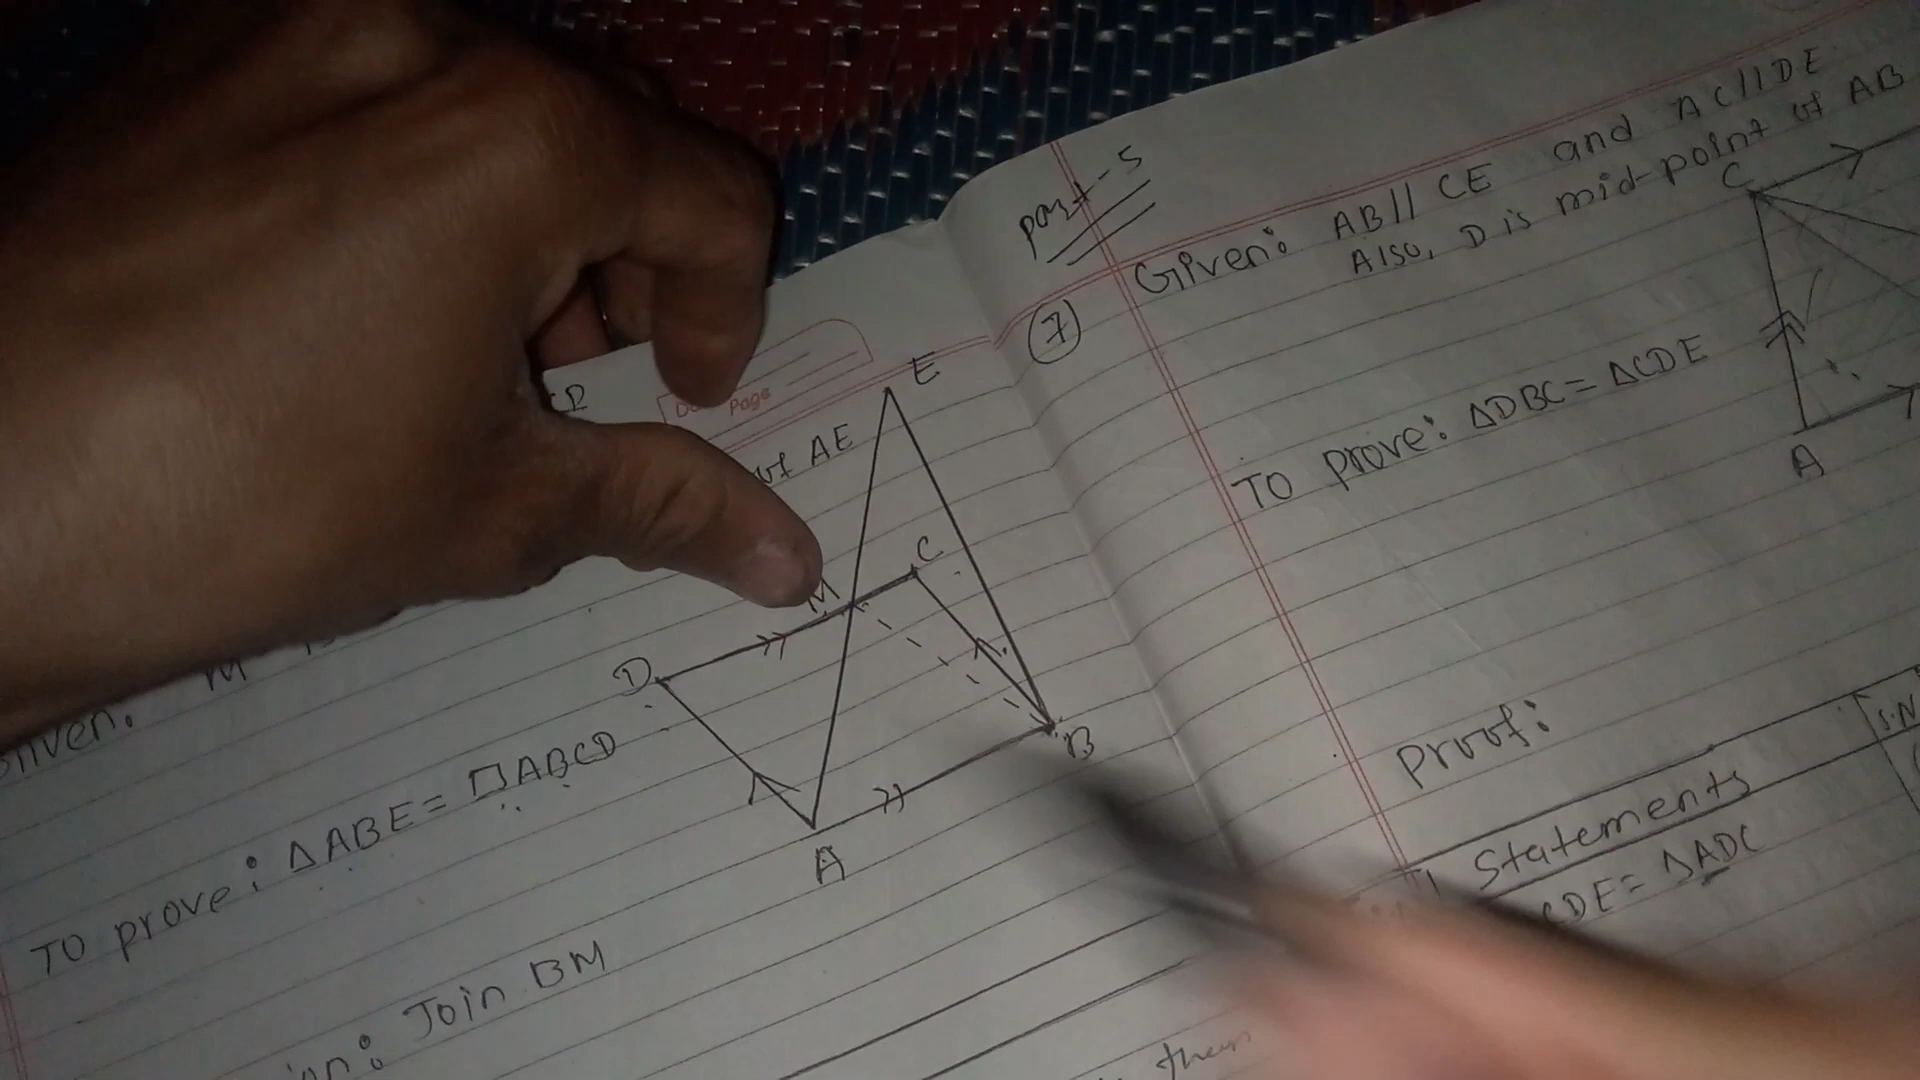 Page
of AE
E
C
M
D
B
A
To prove: ΔABE = ▱ABCD
Join BM
part-5
(7) Given: AB // CE and AC // DE
Also, D is mid-point of AB
C
A
To prove: ΔDBC = ΔCDE
Proof:
S.N
Statements
CDE = ΔADC